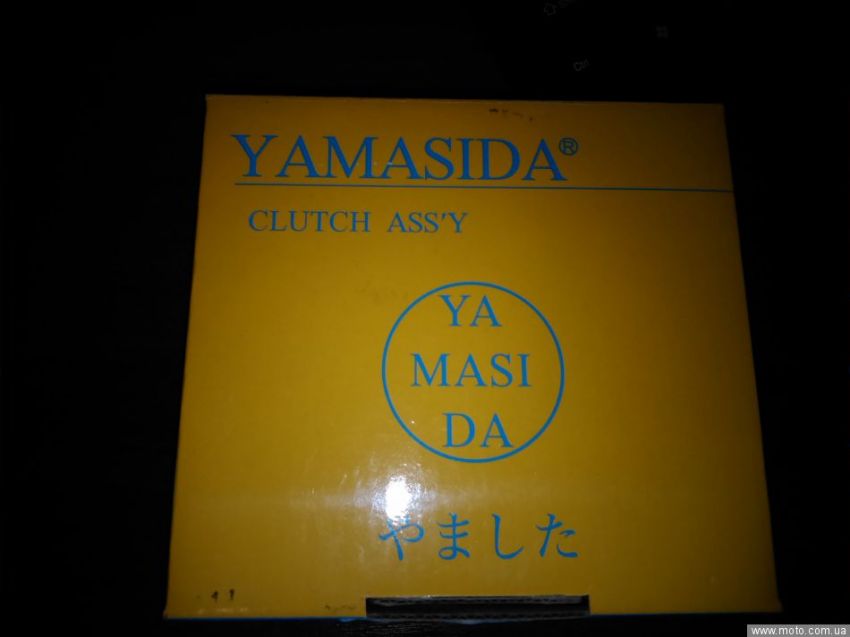 YAMASIDA®
CLUTCH ASS'Y
YA
MASI
DA
やました
www.moto.com.ua